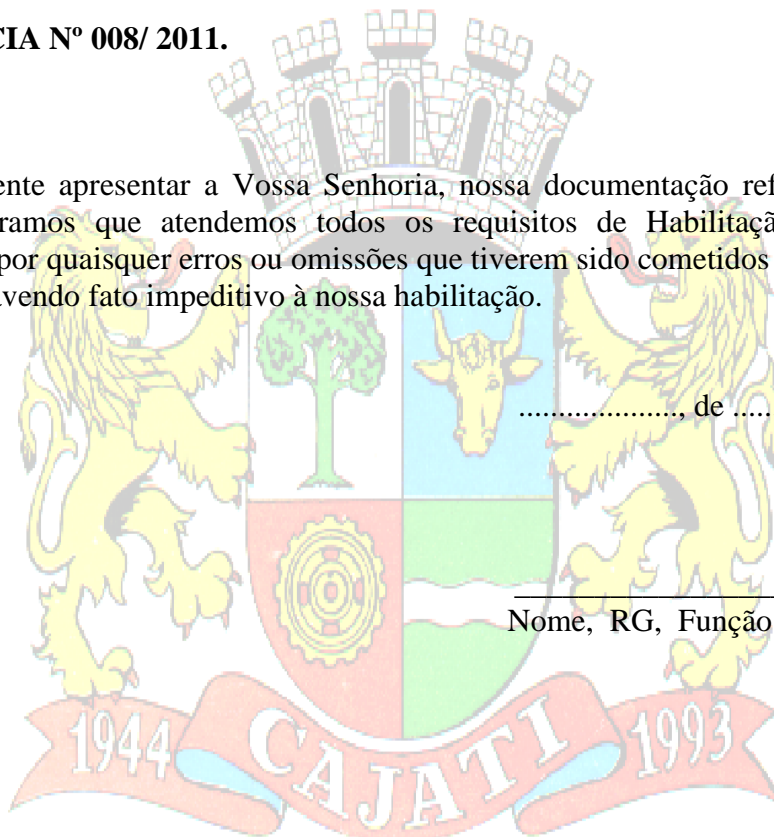 CIA Nº 008/ 2011.
ente apresentar a Vossa Senhoria, nossa documentação ref
ramos que atendemos todos os requisitos de Habilitaçã
por quaisquer erros ou omissões que tiverem sido cometidos
vendo fato impeditivo à nossa habilitação.
..................., de .....
___________________
Nome, RG, Função
1944 CAJATI 1993